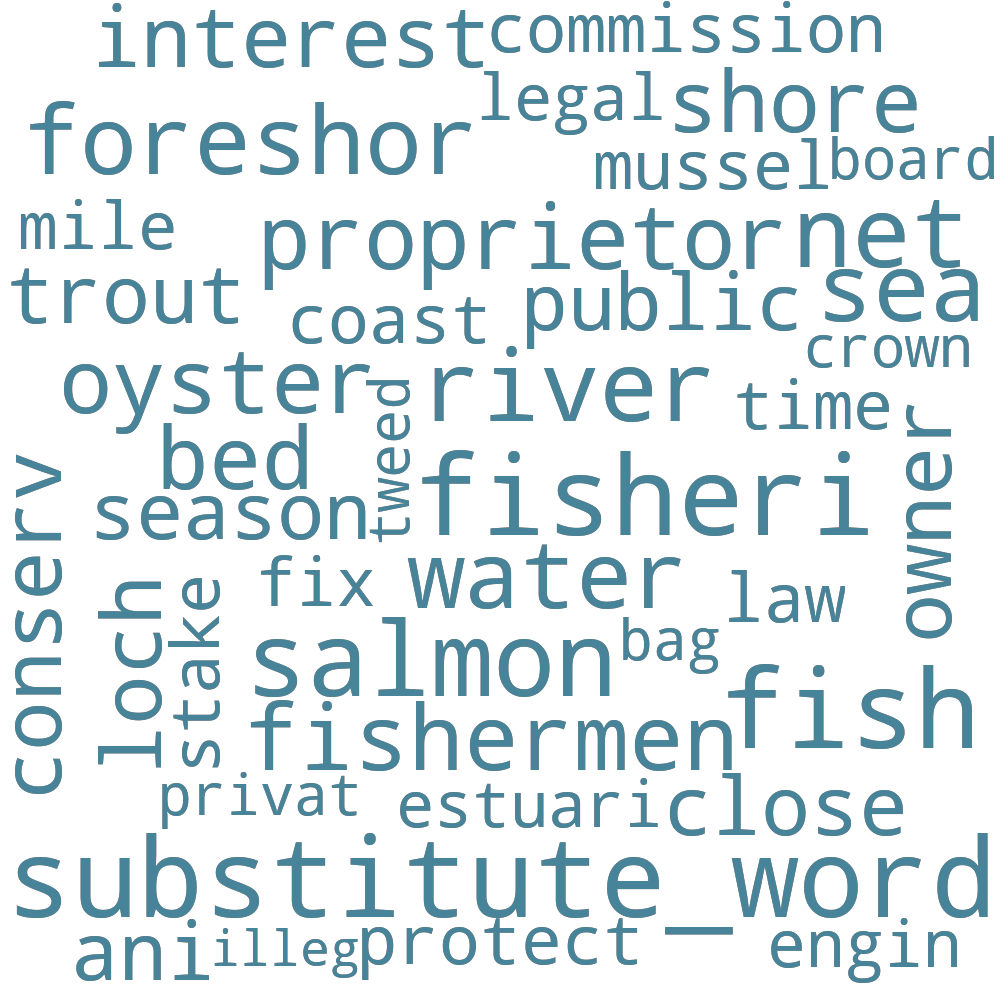 interest commission
legal shore
foreshor
mussel board
mile proprietor net
trout coast public sea
crown
oyster river time
tweed
bed
season fisheri owner
conserv
fix water law
loch stake
salmon bag
fishermen fish
privat estuari close
substitute_word
ani illeg protect engin